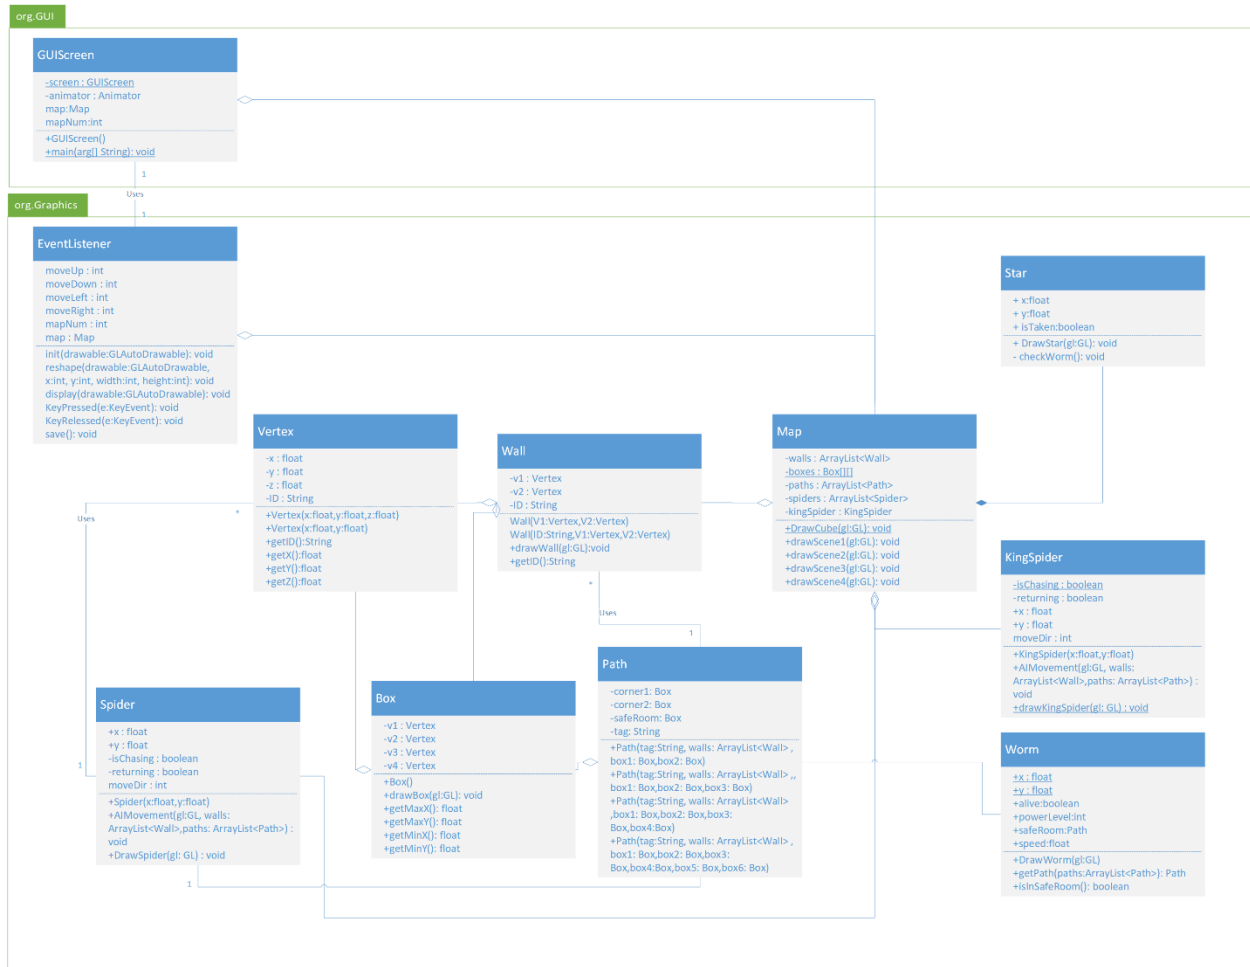 org.GUI
GUIScreen
-screen : GUIScreen
-animator : Animator
map:Map
mapNum:int
+GUIScreen()
+main(arg[] String): void
1
Uses
1
org.Graphics
EventListener
moveUp : int
moveDown : int
moveLeft : int
moveRight : int
mapNum : int
map : Map
init(drawable:GLAutoDrawable): void
reshape(drawable:GLAutoDrawable,
x:int, y:int, width:int, height:int): void
display(drawable:GLAutoDrawable): void
KeyPressed(e:KeyEvent): void
KeyRelessed(e:KeyEvent): void
save(): void
Star
+ x:float
+ y:float
+ isTaken:boolean
+ DrawStar(gl:GL): void
- checkWorm(): void
Vertex
-x : float
-y : float
-z : float
-ID : String
+Vertex(x:float,y:float,z:float)
+Vertex(x:float,y:float)
+getID():String
+getX():float
+getY():float
+getZ():float
Wall
-v1 : Vertex
-v2 : Vertex
-ID : String
Wall(V1:Vertex,V2:Vertex)
Wall(ID:String,V1:Vertex,V2:Vertex)
+drawWall(gl:GL):void
+getID():String
Map
-walls : ArrayList<Wall>
-boxes : Box[][]
-paths : ArrayList<Path>
-spiders : ArrayList<Spider>
-kingSpider : KingSpider
+DrawCube(gl:GL): void
+drawScene1(gl:GL): void
+drawScene2(gl:GL): void
+drawScene3(gl:GL): void
+drawScene4(gl:GL): void
Uses
*
*
Uses
1
KingSpider
-isChasing : boolean
-returning : boolean
+x : float
+y : float
moveDir : int
+KingSpider(x:float,y:float)
+AIMovement(gl:GL, walls:
ArrayList<Wall>,paths: ArrayList<Path>) :
void
+drawKingSpider(gl: GL) : void
Spider
+x : float
+y : float
-isChasing : boolean
-returning : boolean
moveDir : int
+Spider(x:float,y:float)
+AIMovement(gl:GL, walls:
ArrayList<Wall>,paths: ArrayList<Path>) :
void
+DrawSpider(gl: GL) : void
1
1
Box
-v1 : Vertex
-v2 : Vertex
-v3 : Vertex
-v4 : Vertex
+Box()
+drawBox(gl:GL): void
+getMaxX(): float
+getMaxY(): float
+getMinX(): float
+getMinY(): float
Path
-corner1: Box
-corner2: Box
-safeRoom: Box
-tag: String
+Path(tag:String, walls: ArrayList<Wall> ,
box1: Box,box2: Box)
+Path(tag:String, walls: ArrayList<Wall> ,,
box1: Box,box2: Box,box3: Box)
+Path(tag:String, walls: ArrayList<Wall>
,box1: Box,box2: Box,box3:
Box,box4:Box)
+Path(tag:String, walls: ArrayList<Wall> ,
box1: Box,box2: Box,box3:
Box,box4:Box,box5: Box,box6: Box)
Worm
+x : float
+y : float
+alive:boolean
+powerLevel:int
+safeRoom:Path
+speed:float
+DrawWorm(gl:GL)
+getPath(paths:ArrayList<Path>): Path
+isInSafeRoom(): boolean